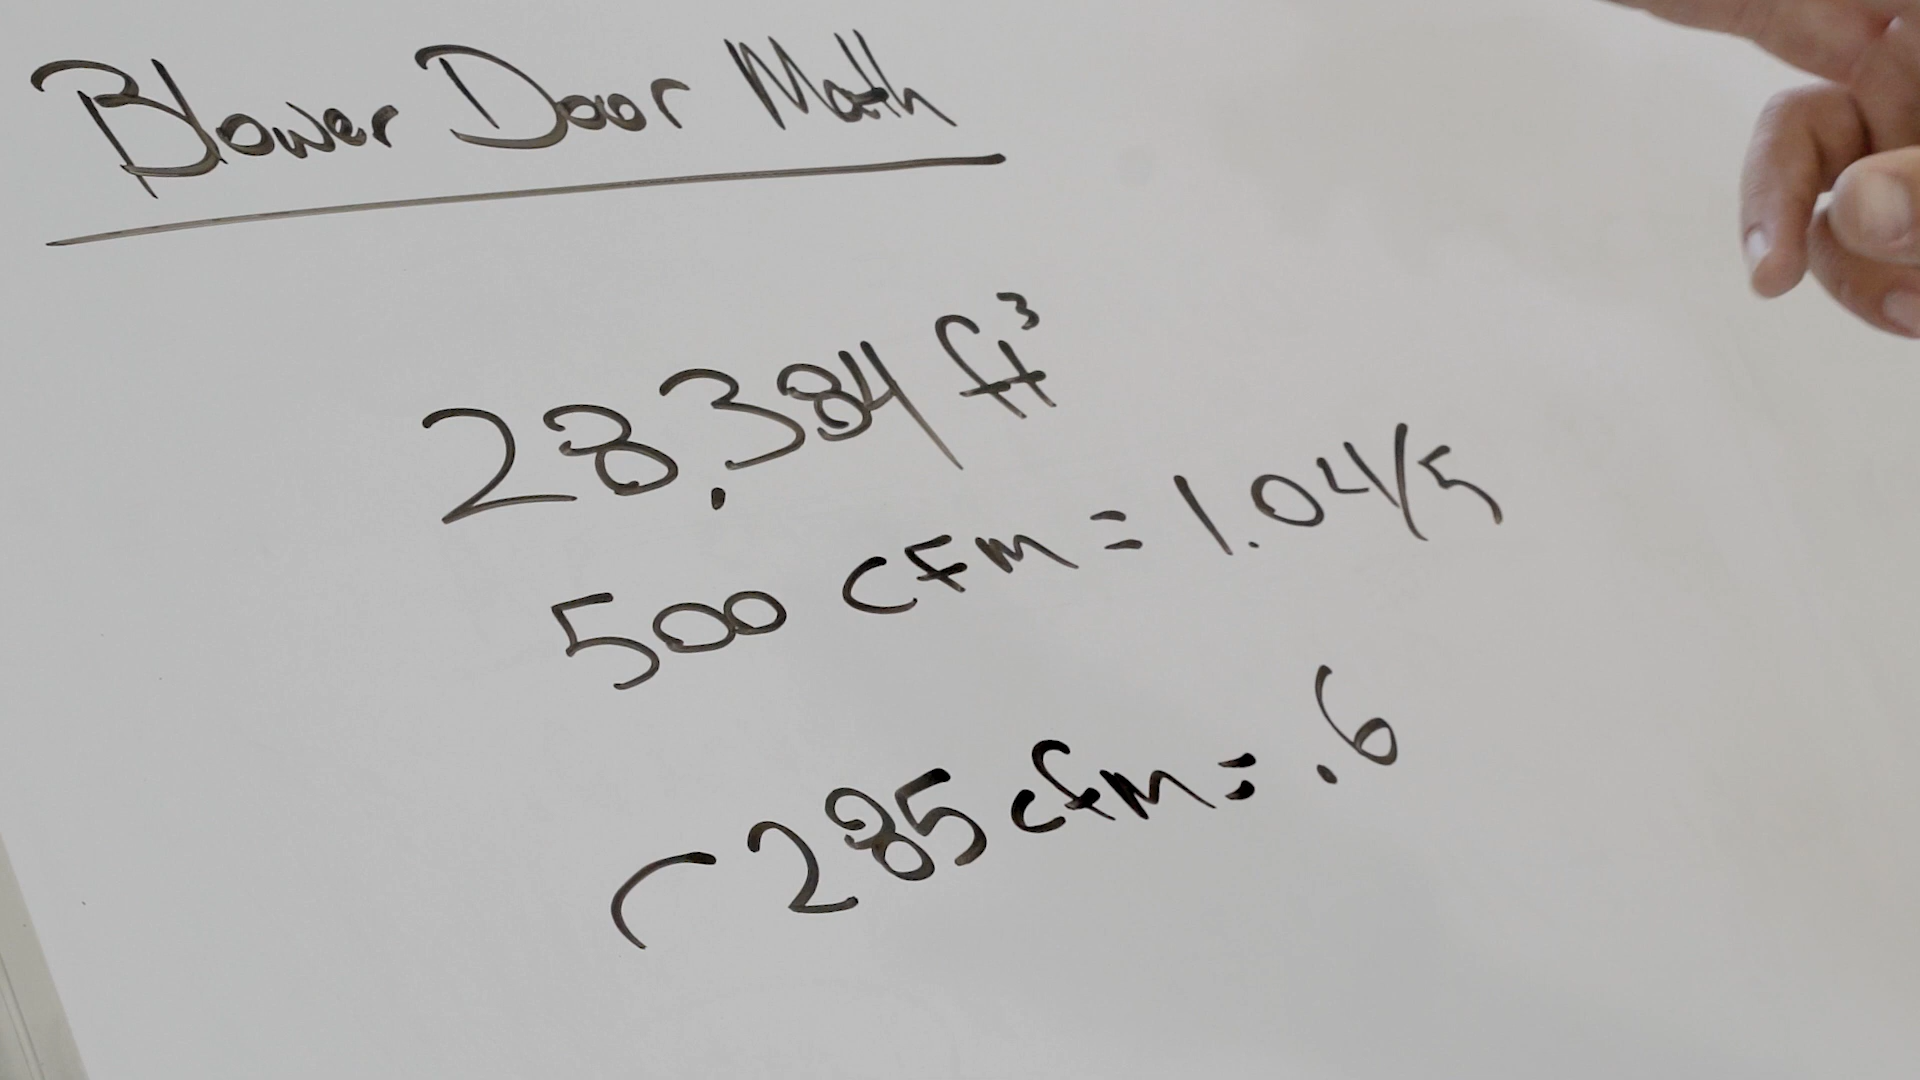 Blower Door Math
28,384 ft³
500 CFM = 1.04/5
285 cfm = .6